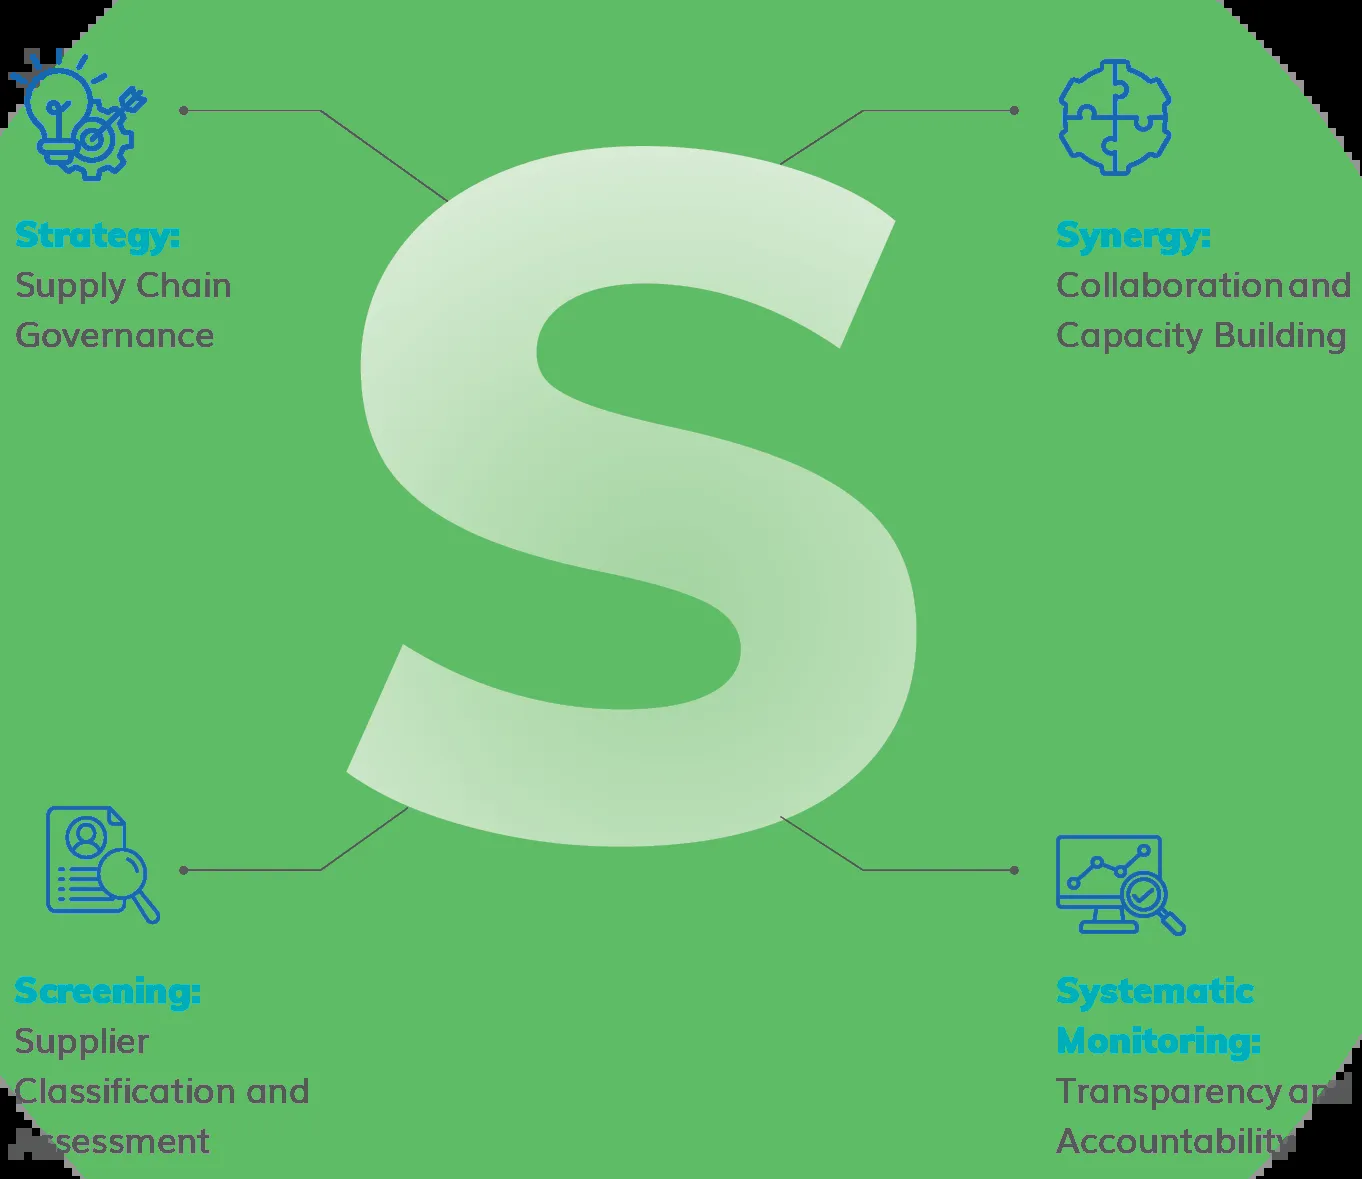 Strategy:
Supply Chain
Governance
Synergy:
Collaboration and
Capacity Building
S
Screening:
Supplier
Classification and
Assessment
Systematic
Monitoring:
Transparency and
Accountability